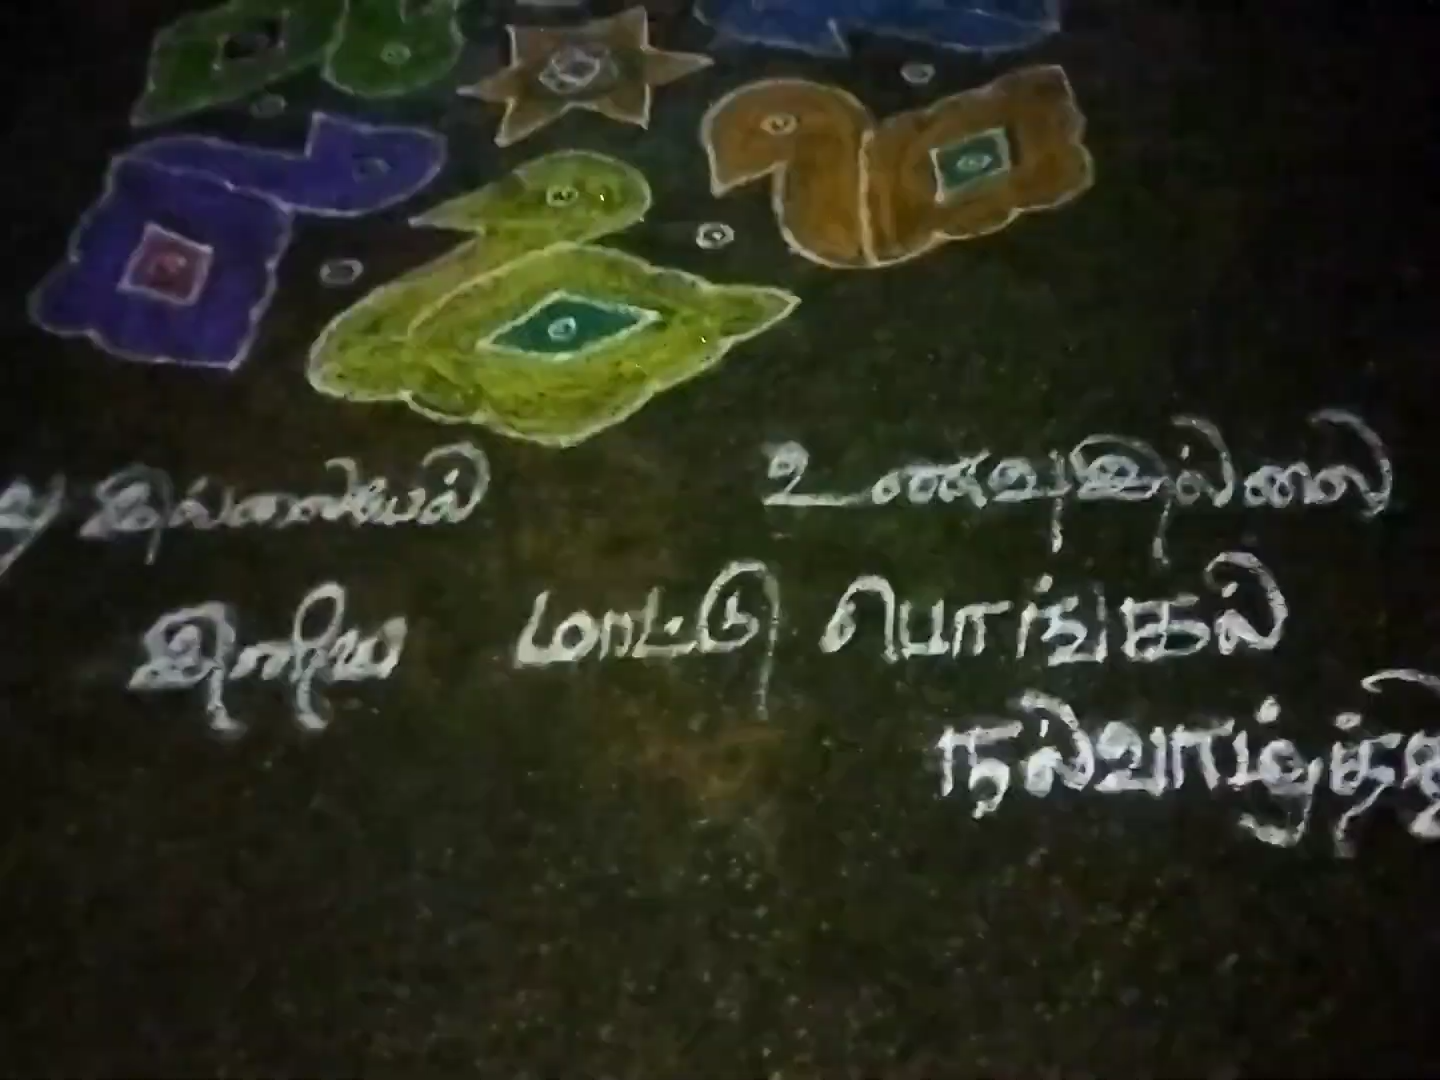 இல்லையேல் உணவுஇல்லை
இனிய மாட்டு பொங்கல்
நல்வாழ்த்து